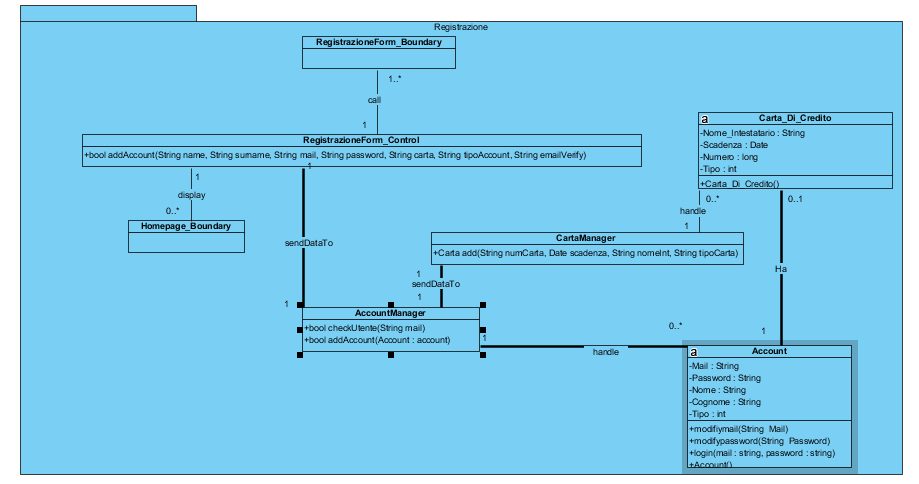 Registrazione
RegistrazioneForm_Boundary
1..*
call
1
RegistrazioneForm_Control
+bool addAccount(String name, String surname, String mail, String password, String carta, String tipoAccount, String emailVerify)
1
1
display
0..*
Homepage_Boundary
sendDataTo
1
a
Carta_Di_Credito
-Nome_Intestatario : String
-Scadenza : Date
-Numero : long
-Tipo : int
+Carta_Di_Credito()
0..*
handle
1
0..1
Ha
1
CartaManager
+Carta add(String numCarta, Date scadenza, String nomeInt, String tipoCarta)
1
sendDataTo
1
AccountManager
+bool checkUtente(String mail)
+bool addAccount(Account : account)
1
handle
0..*
a
Account
-Mail : String
-Password : String
-Nome : String
-Cognome : String
-Tipo : int
+modifiymail(String Mail)
+modifypassword(String Password)
+login(mail : string, password : string)
+Account()